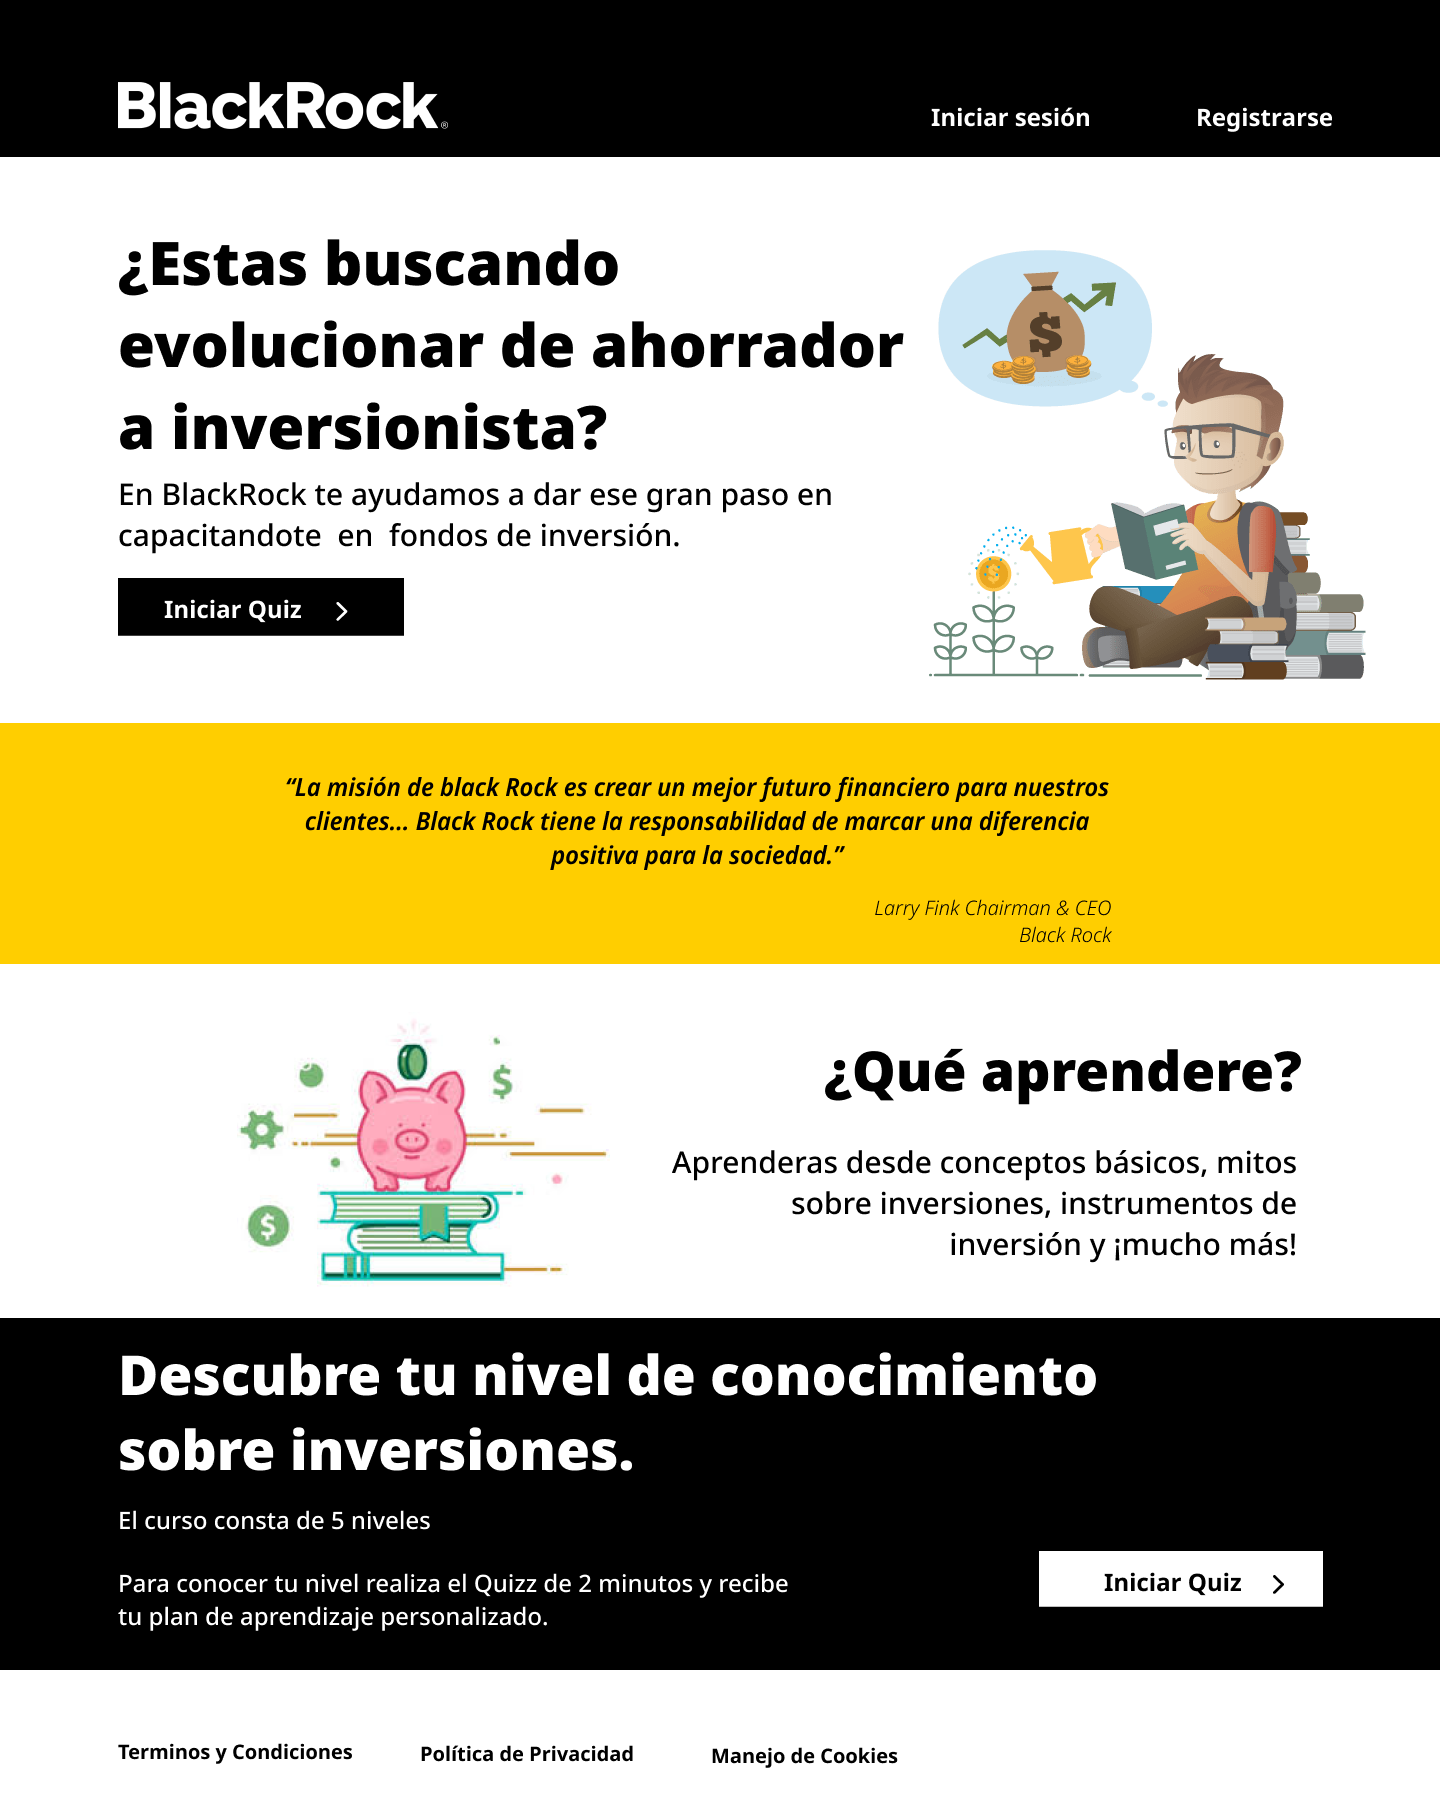 BlackRock®
Iniciar sesión
Registrarse
¿Estas buscando
evolucionar de ahorrador
a inversionista?
En BlackRock te ayudamos a dar ese gran paso en
capacitandote en fondos de inversión.
Iniciar Quiz
$
“La misión de black Rock es crear un mejor futuro financiero para nuestros
clientes... Black Rock tiene la responsabilidad de marcar una diferencia
positiva para la sociedad.”
Larry Fink Chairman & CEO
Black Rock
$
$
¿Qué aprendere?
Aprenderas desde conceptos básicos, mitos
sobre inversiones, instrumentos de
inversión y ¡mucho más!
Descubre tu nivel de conocimiento
sobre inversiones.
El curso consta de 5 niveles
Para conocer tu nivel realiza el Quizz de 2 minutos y recibe
tu plan de aprendizaje personalizado.
Iniciar Quiz
Terminos y Condiciones
Política de Privacidad
Manejo de Cookies